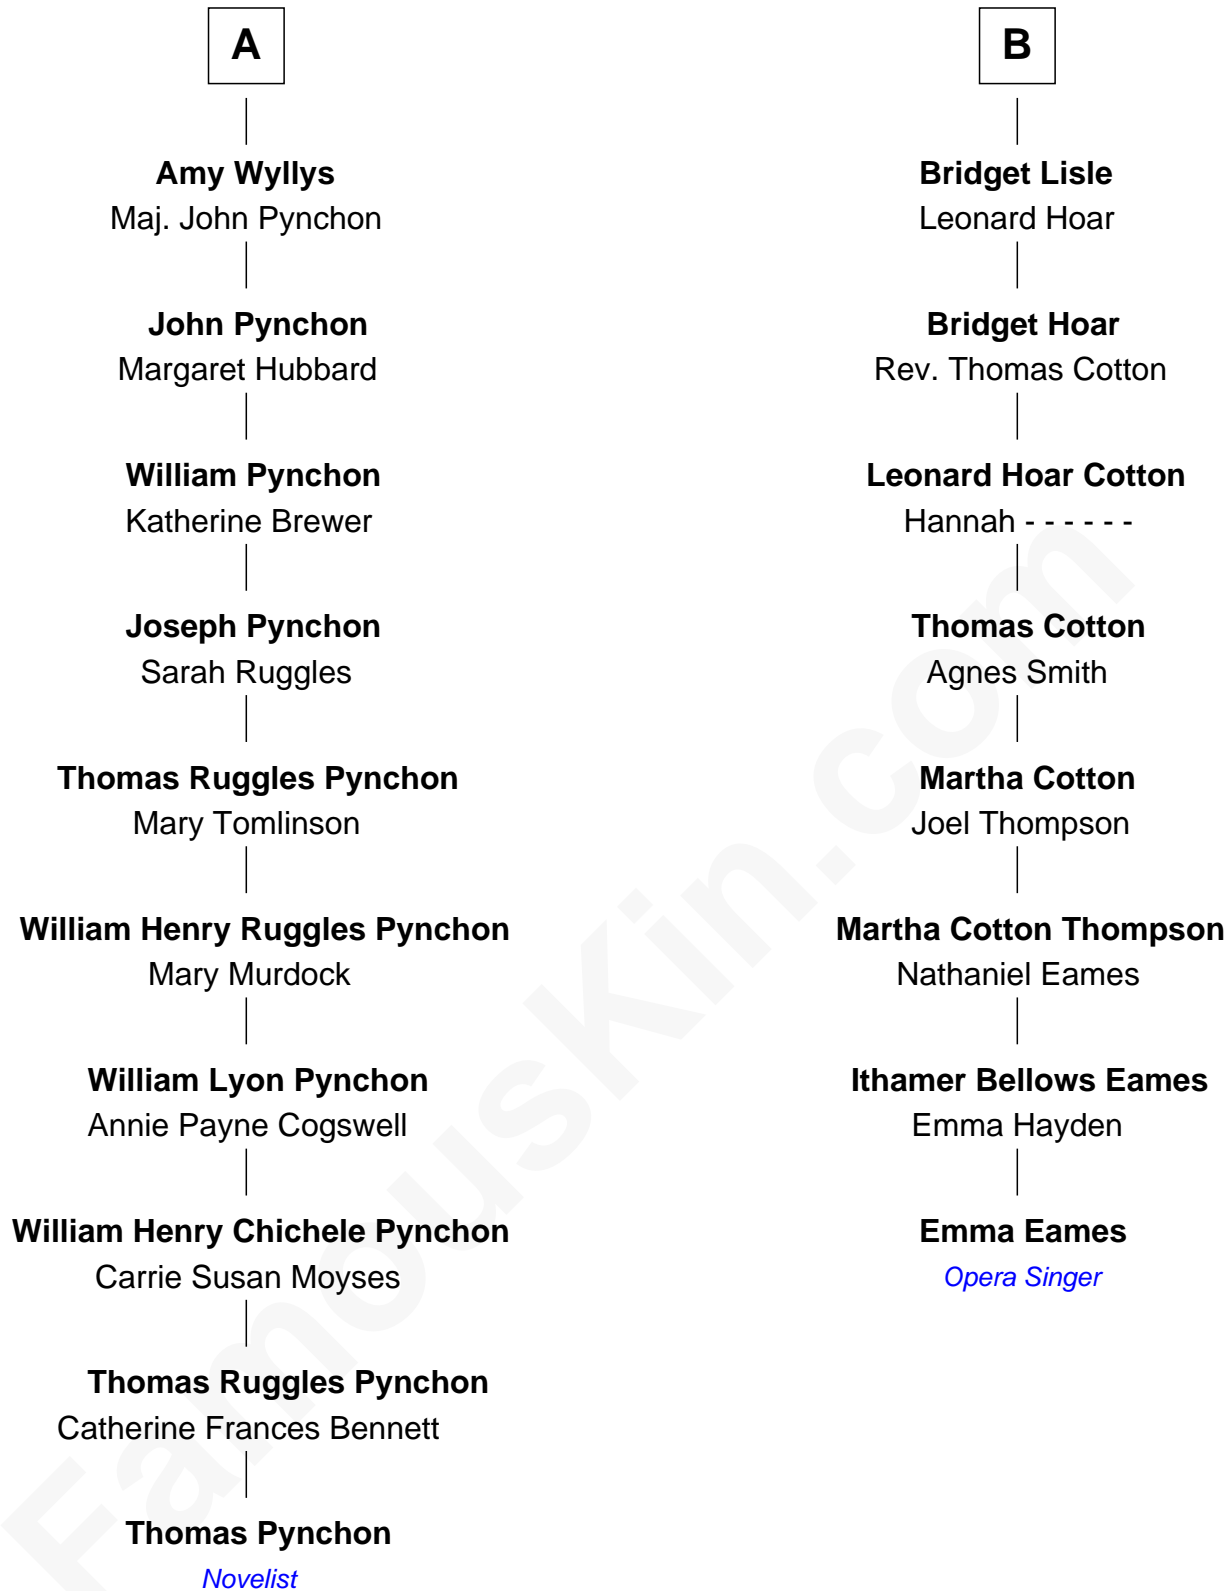 A
Amy Wyllys
Maj. John Pynchon
John Pynchon
Margaret Hubbard
William Pynchon
Katherine Brewer
Joseph Pynchon
Sarah Ruggles
Thomas Ruggles Pynchon
Mary Tomlinson
William Henry Ruggles Pynchon
Mary Murdock
William Lyon Pynchon
Annie Payne Cogswell
William Henry Chichele Pynchon
Carrie Susan Moyses
Thomas Ruggles Pynchon
Catherine Frances Bennett
Thomas Pynchon
Novelist
B
Bridget Lisle
Leonard Hoar
Bridget Hoar
Rev. Thomas Cotton
Leonard Hoar Cotton
Hannah - - - - - -
Thomas Cotton
Agnes Smith
Martha Cotton
Joel Thompson
Martha Cotton Thompson
Nathaniel Eames
Ithamer Bellows Eames
Emma Hayden
Emma Eames
Opera Singer
FamousKin.com